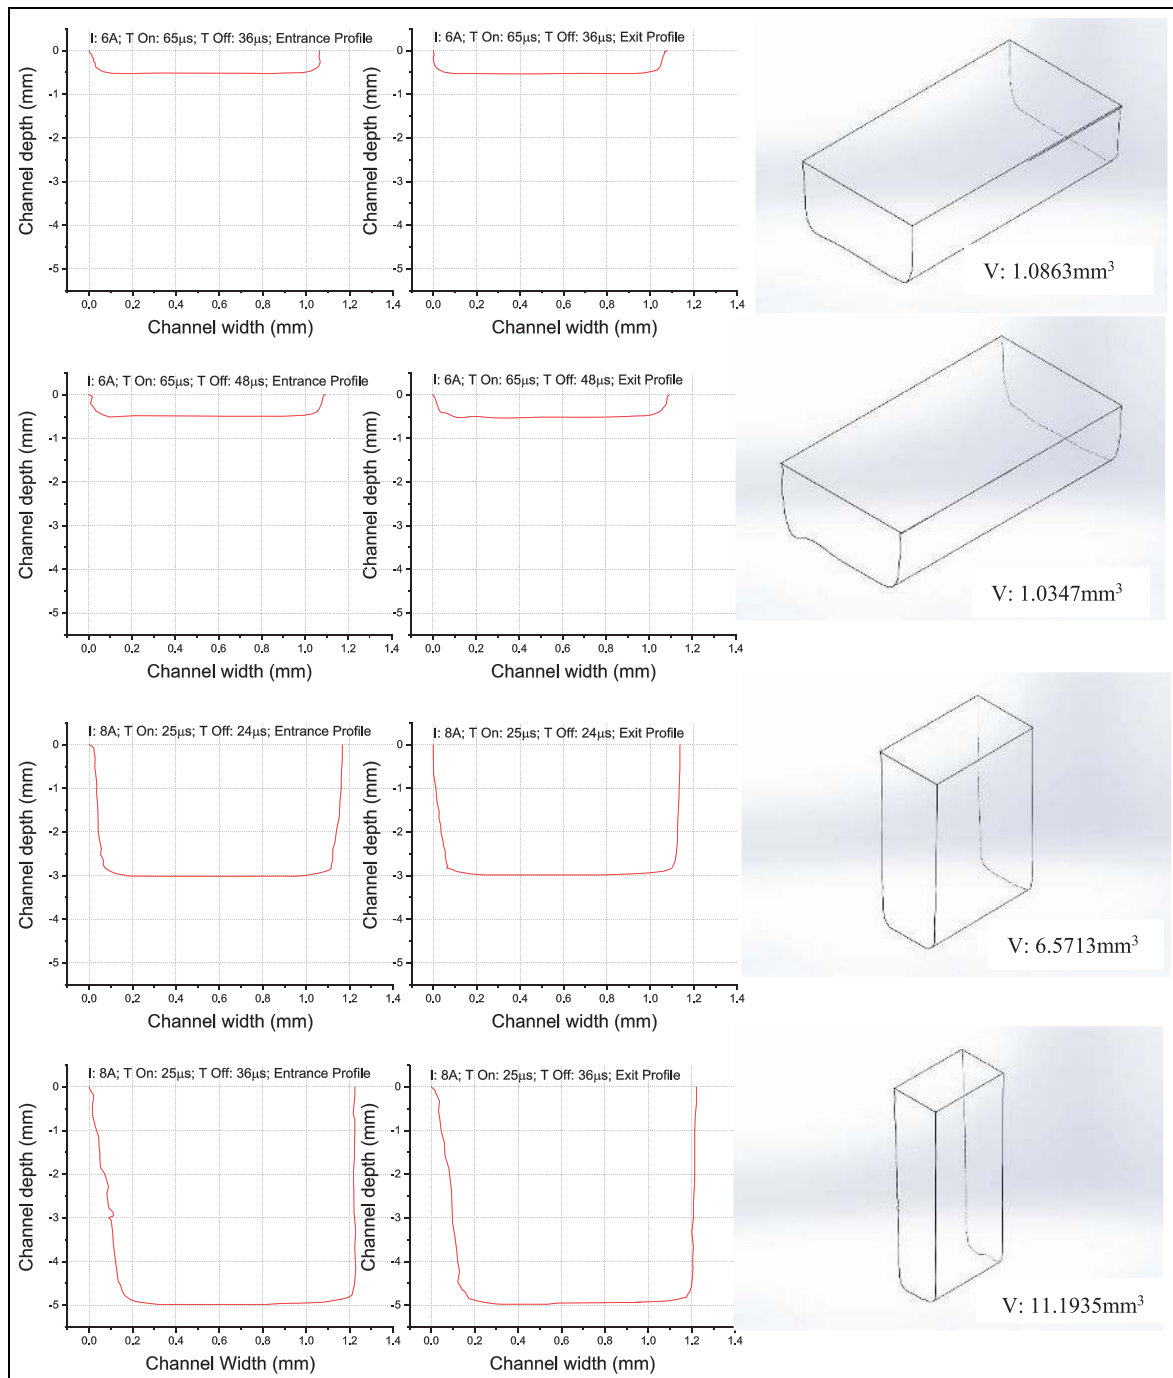 I: 6A; T On: 65μs; T Off: 36μs; Entrance Profile
0
-1
-2
-3
-4
-5
Channel depth (mm)
0.0 0.2 0.4 0.6 0.8 1.0 1.2 1.4
Channel width (mm)
I: 6A; T On: 65μs; T Off: 36μs; Exit Profile
0
-1
-2
-3
-4
-5
Channel depth (mm)
0.0 0.2 0.4 0.6 0.8 1.0 1.2 1.4
Channel width (mm)
V: 1.0863mm³
I: 6A; T On: 65μs; T Off: 48μs; Entrance Profile
0
-1
-2
-3
-4
-5
Channel depth (mm)
0.0 0.2 0.4 0.6 0.8 1.0 1.2 1.4
Channel width (mm)
I: 6A; T On: 65μs; T Off: 48μs; Exit Profile
0
-1
-2
-3
-4
-5
Channel depth (mm)
0.0 0.2 0.4 0.6 0.8 1.0 1.2 1.4
Channel width (mm)
V: 1.0347mm³
I: 8A; T On: 25μs; T Off: 24μs; Entrance Profile
0
-1
-2
-3
-4
-5
Channel depth (mm)
0.0 0.2 0.4 0.6 0.8 1.0 1.2 1.4
Channel width (mm)
I: 8A; T On: 25μs; T Off: 24μs; Exit Profile
0
-1
-2
-3
-4
-5
Channel depth (mm)
0.0 0.2 0.4 0.6 0.8 1.0 1.2 1.4
Channel width (mm)
V: 6.5713mm³
I: 8A; T On: 25μs; T Off: 36μs; Entrance Profile
0
-1
-2
-3
-4
-5
Channel depth (mm)
0.0 0.2 0.4 0.6 0.8 1.0 1.2 1.4
Channel Width (mm)
I: 8A; T On: 25μs; T Off: 36μs; Exit Profile
0
-1
-2
-3
-4
-5
Channel depth (mm)
0.0 0.2 0.4 0.6 0.8 1.0 1.2 1.4
Channel width (mm)
V: 11.1935mm³